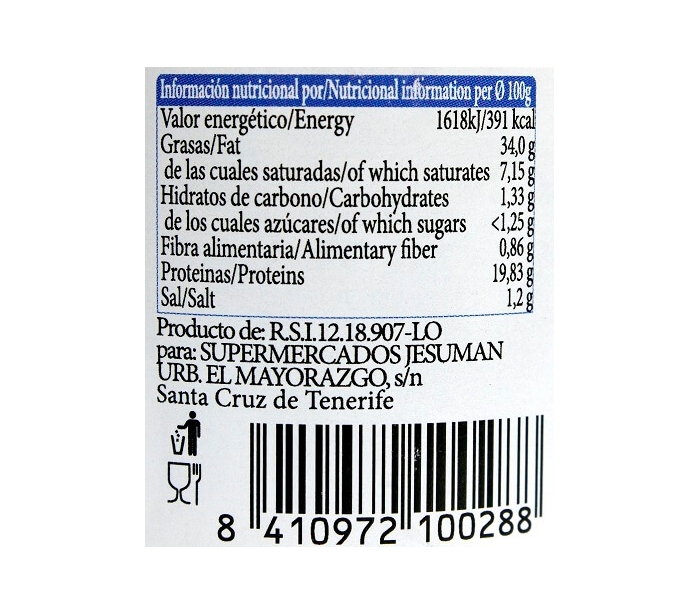 Información nutricional por/Nutricional information per Ø 100g
Valor energético/Energy 1618kJ/391 kcal
Grasas/Fat 34,0 g
de las cuales saturadas/of which saturates 7,15 g
Hidratos de carbono/Carbohydrates 1,33 g
de los cuales azúcares/of which sugars <1,25 g
Fibra alimentaria/Alimentary fiber 0,86 g
Proteinas/Proteins 19,83 g
Sal/Salt 1,2 g
Producto de: R.S.I.12.18.907-LO
para: SUPERMERCADOS JESUMAN
URB. EL MAYORAZGO, s/n
Santa Cruz de Tenerife
8 410972 100288